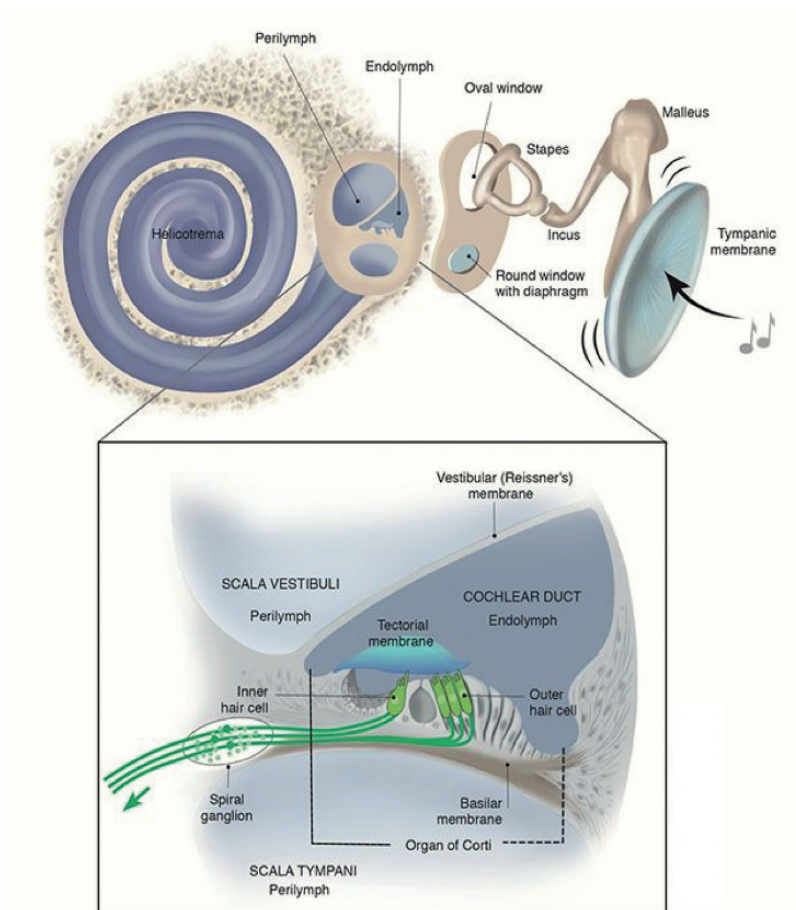 Perilymph
Endolymph
Oval window
Malleus
Stapes
Helicotrema
Incus
Tympanic
membrane
Round window
with diaphragm
Vestibular (Reissner's)
membrane
SCALA VESTIBULI
Perilymph
COCHLEAR DUCT
Endolymph
Tectorial
membrane
Inner
hair cell
Outer
hair cell
Spiral
ganglion
Basilar
membrane
Organ of Corti
SCALA TYMPANI
Perilymph